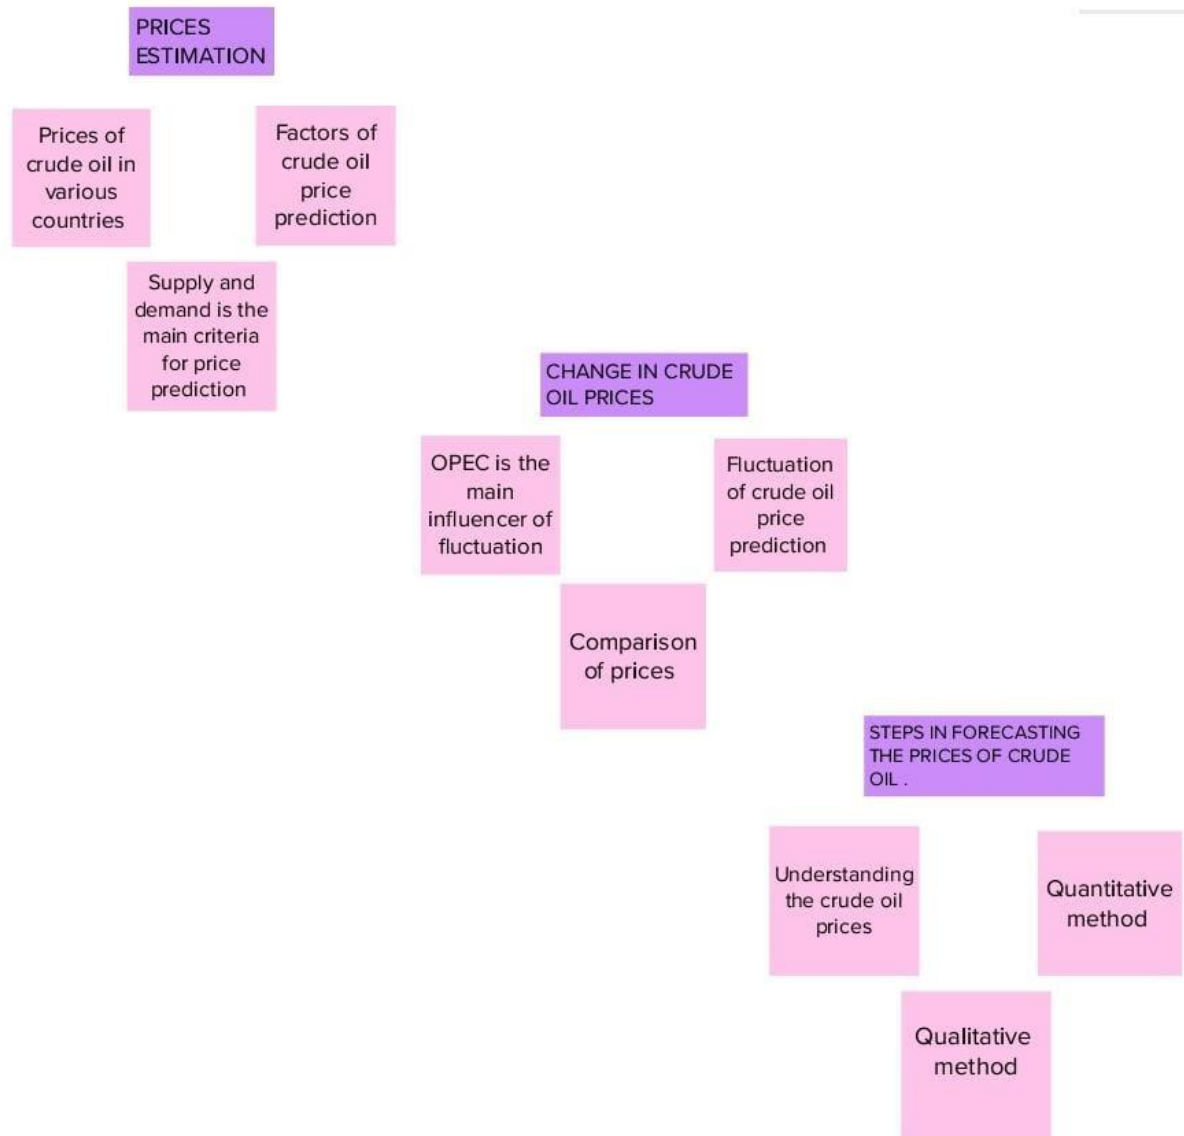 PRICES
ESTIMATION
Prices of
crude oil in
various
countries
Factors of
crude oil
price
prediction
Supply and
demand is the
main criteria
for price
prediction
CHANGE IN CRUDE
OIL PRICES
OPEC is the
main
influencer of
fluctuation
Fluctuation
of crude oil
price
prediction
Comparison
of prices
STEPS IN FORECASTING
THE PRICES OF CRUDE
OIL .
Understanding
the crude oil
prices
Quantitative
method
Qualitative
method